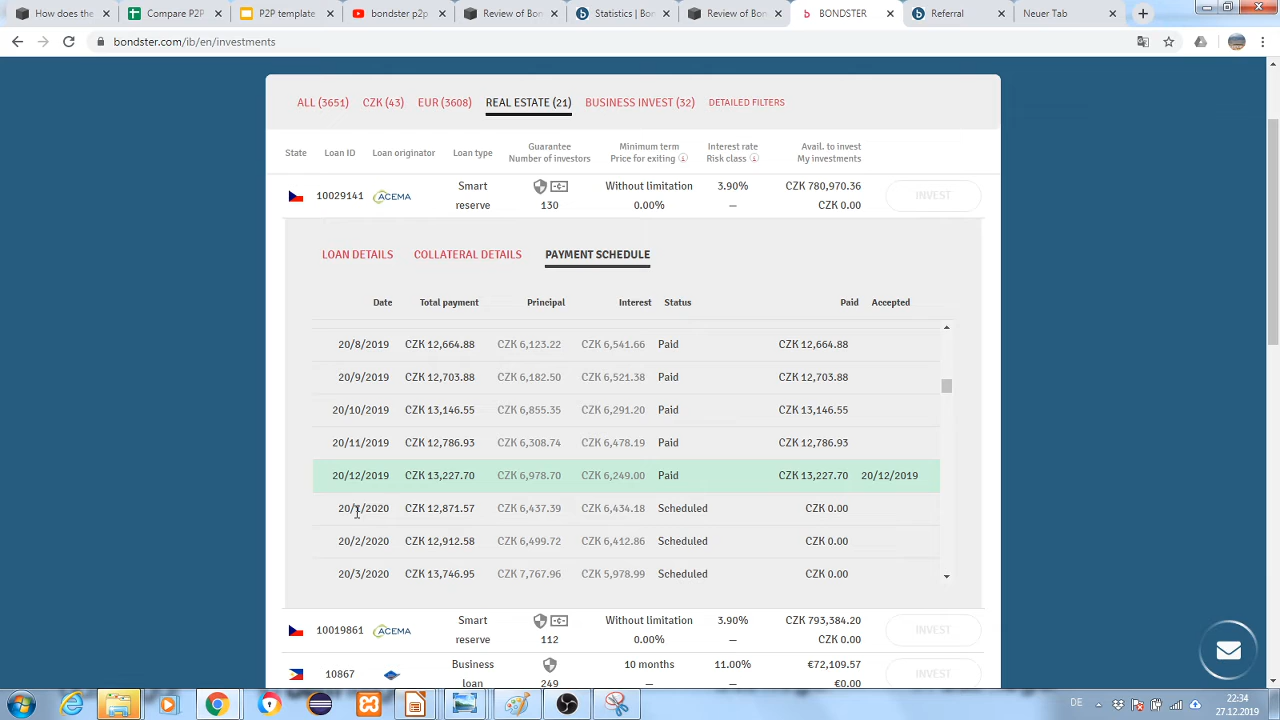 How does the
Compare P2P
P2P template
bondster p2p
Review of Bon
Statistics | Bon
Review of Bon
BONDSTER
Referral
Neuer Tab
bondster.com/ib/en/investments
ALL (3651) CZK (43) EUR (3608) REAL ESTATE (21) BUSINESS INVEST (32) DETAILED FILTERS
State Loan ID Loan originator Loan type Guarantee Number of investors Minimum term Price for exiting Interest rate Risk class Avail. to invest My investments
10029141 ACEMA Smart reserve 130 Without limitation 0.00% 3.90% — CZK 780,970.36 CZK 0.00 INVEST
LOAN DETAILS COLLATERAL DETAILS PAYMENT SCHEDULE
Date Total payment Principal Interest Status Paid Accepted
20/8/2019 CZK 12,664.88 CZK 6,123.22 CZK 6,541.66 Paid CZK 12,664.88
20/9/2019 CZK 12,703.88 CZK 6,182.50 CZK 6,521.38 Paid CZK 12,703.88
20/10/2019 CZK 13,146.55 CZK 6,855.35 CZK 6,291.20 Paid CZK 13,146.55
20/11/2019 CZK 12,786.93 CZK 6,308.74 CZK 6,478.19 Paid CZK 12,786.93
20/12/2019 CZK 13,227.70 CZK 6,978.70 CZK 6,249.00 Paid CZK 13,227.70 20/12/2019
20/1/2020 CZK 12,871.57 CZK 6,437.39 CZK 6,434.18 Scheduled CZK 0.00
20/2/2020 CZK 12,912.58 CZK 6,499.72 CZK 6,412.86 Scheduled CZK 0.00
20/3/2020 CZK 13,746.95 CZK 7,767.96 CZK 5,978.99 Scheduled CZK 0.00
10019861 ACEMA Smart reserve 112 Without limitation 0.00% 3.90% — CZK 793,384.20 CZK 0.00 INVEST
10867 Business loan 249 10 months — 11.00% — €72,109.57 €0.00 INVEST
DE
22:34
27.12.2019